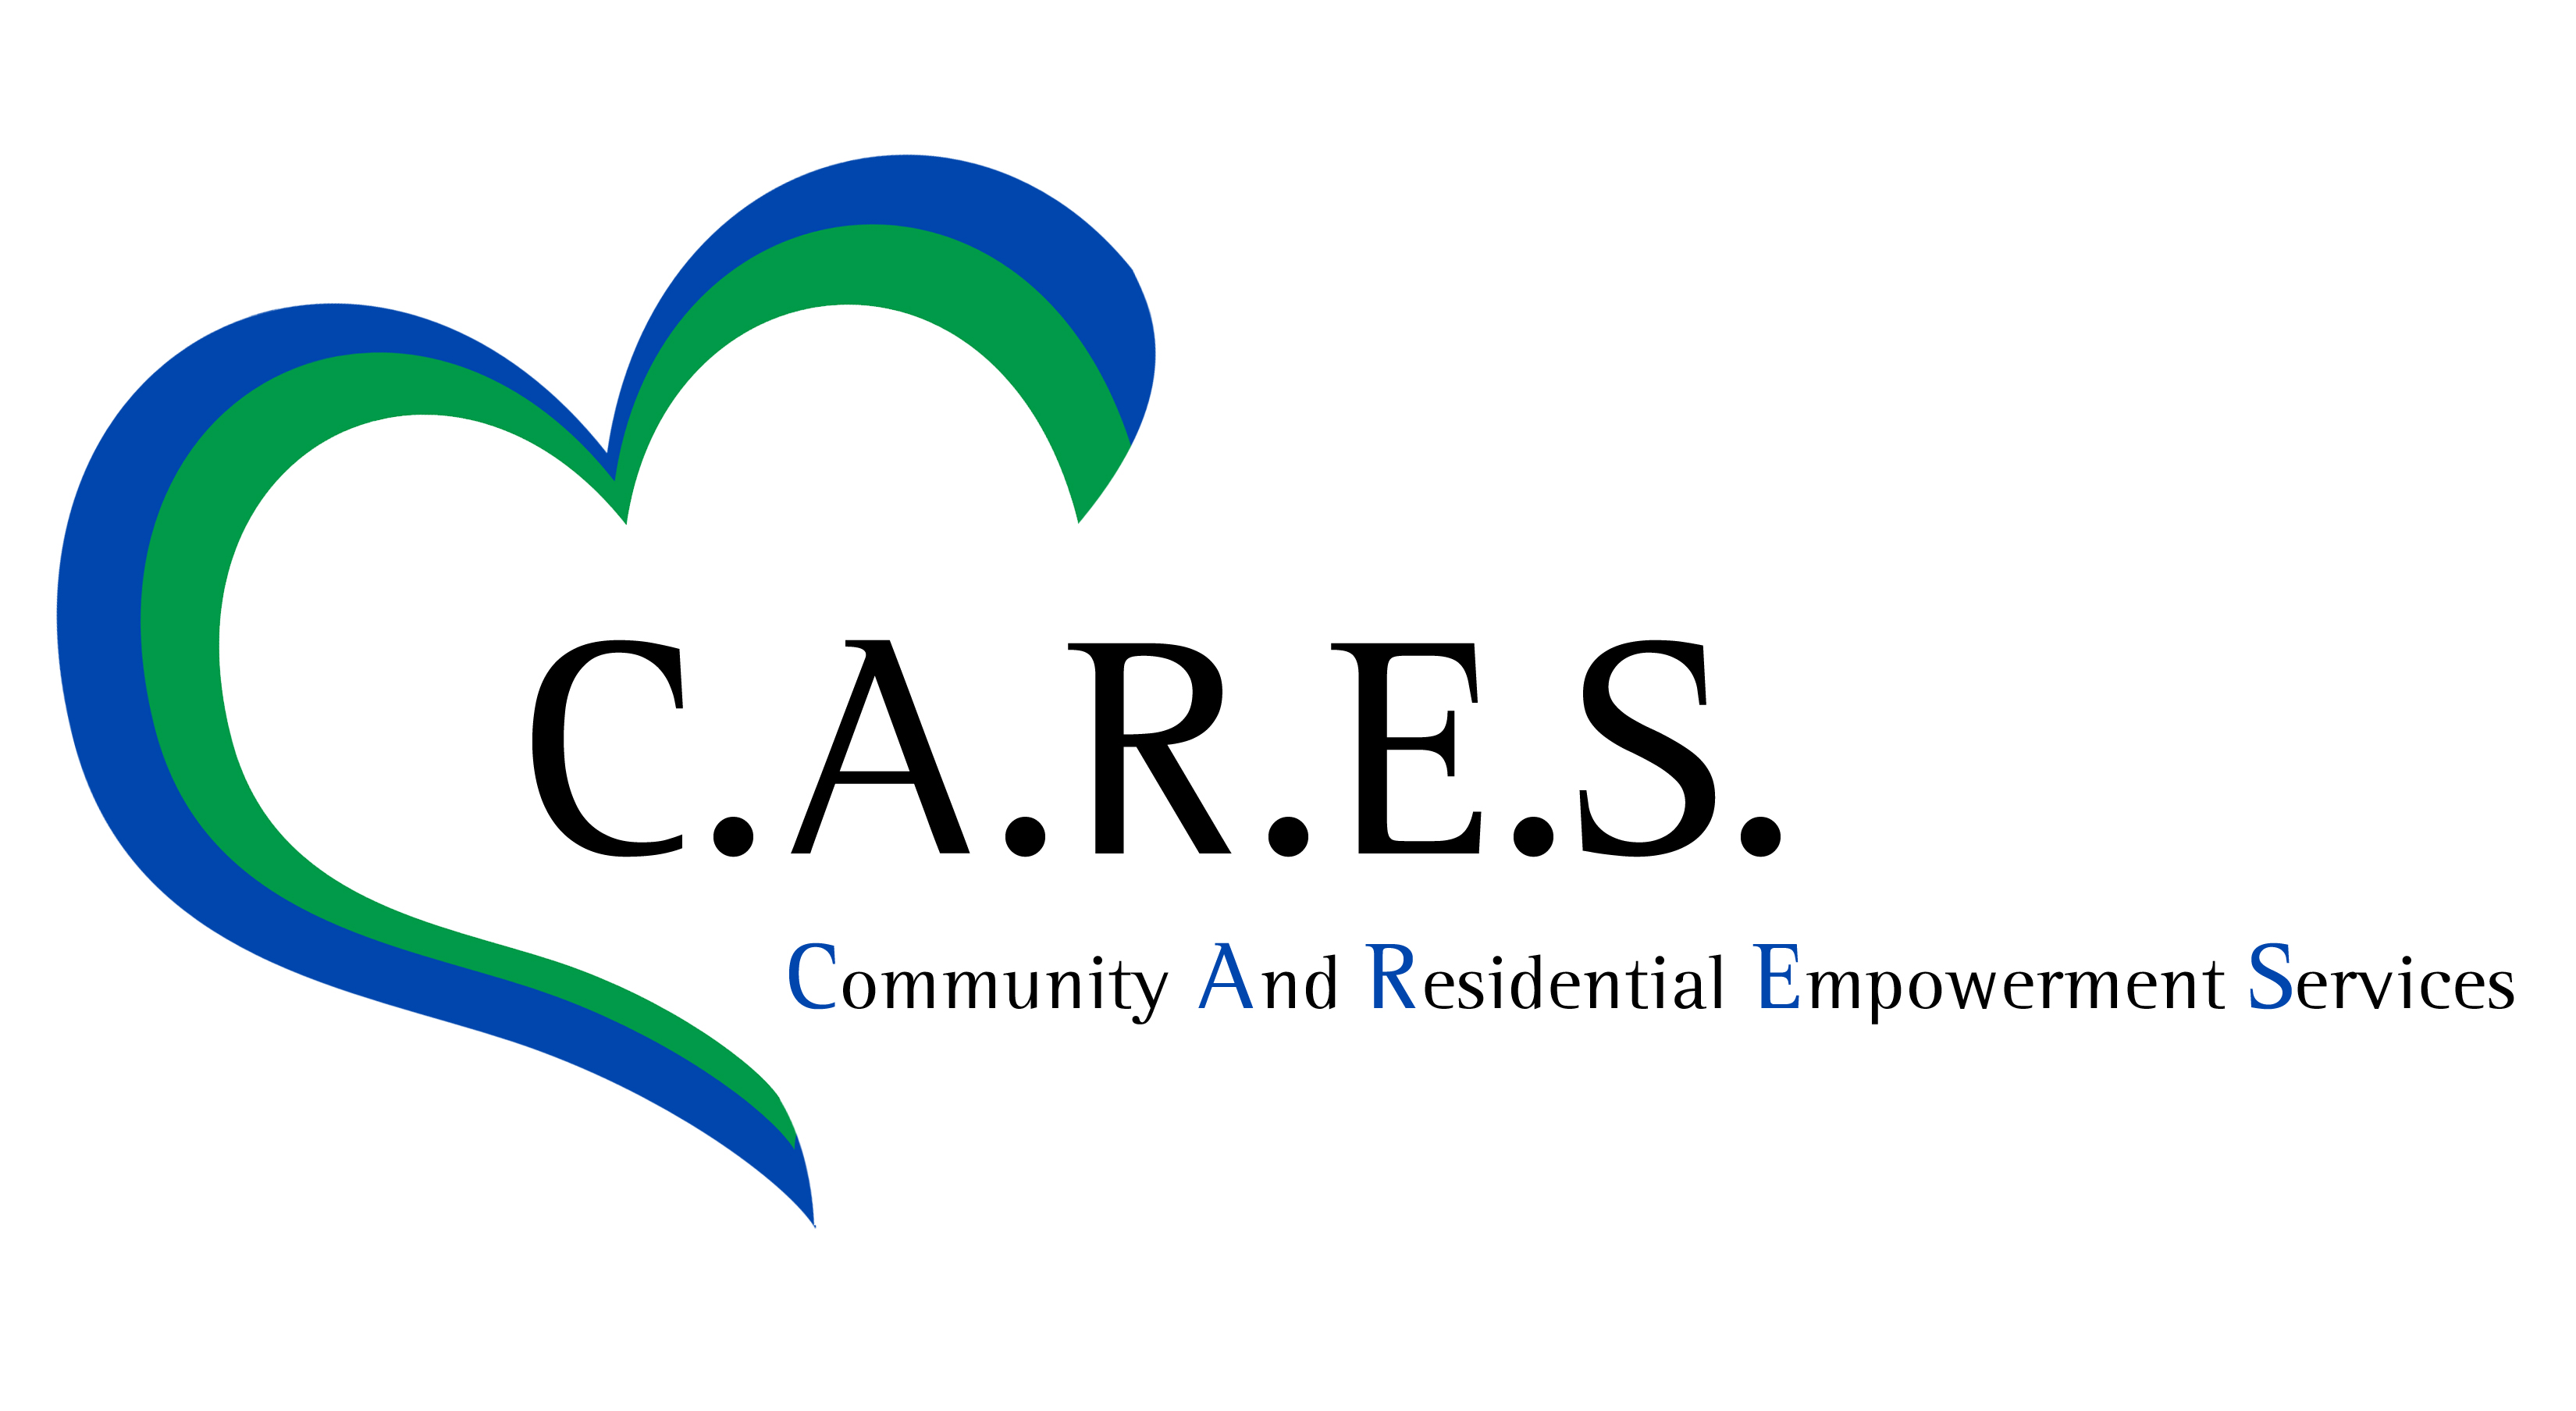 C.A.R.E.S.
Community And Residential Empowerment Services